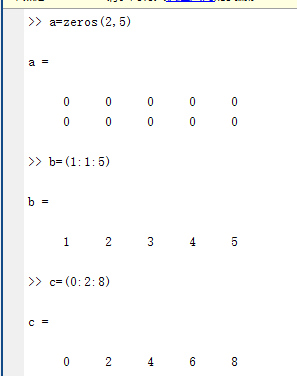 >> a=zeros(2,5)
a =
0 0 0 0 0
0 0 0 0 0
>> b=(1:1:5)
b =
1 2 3 4 5
>> c=(0:2:8)
c =
0 2 4 6 8